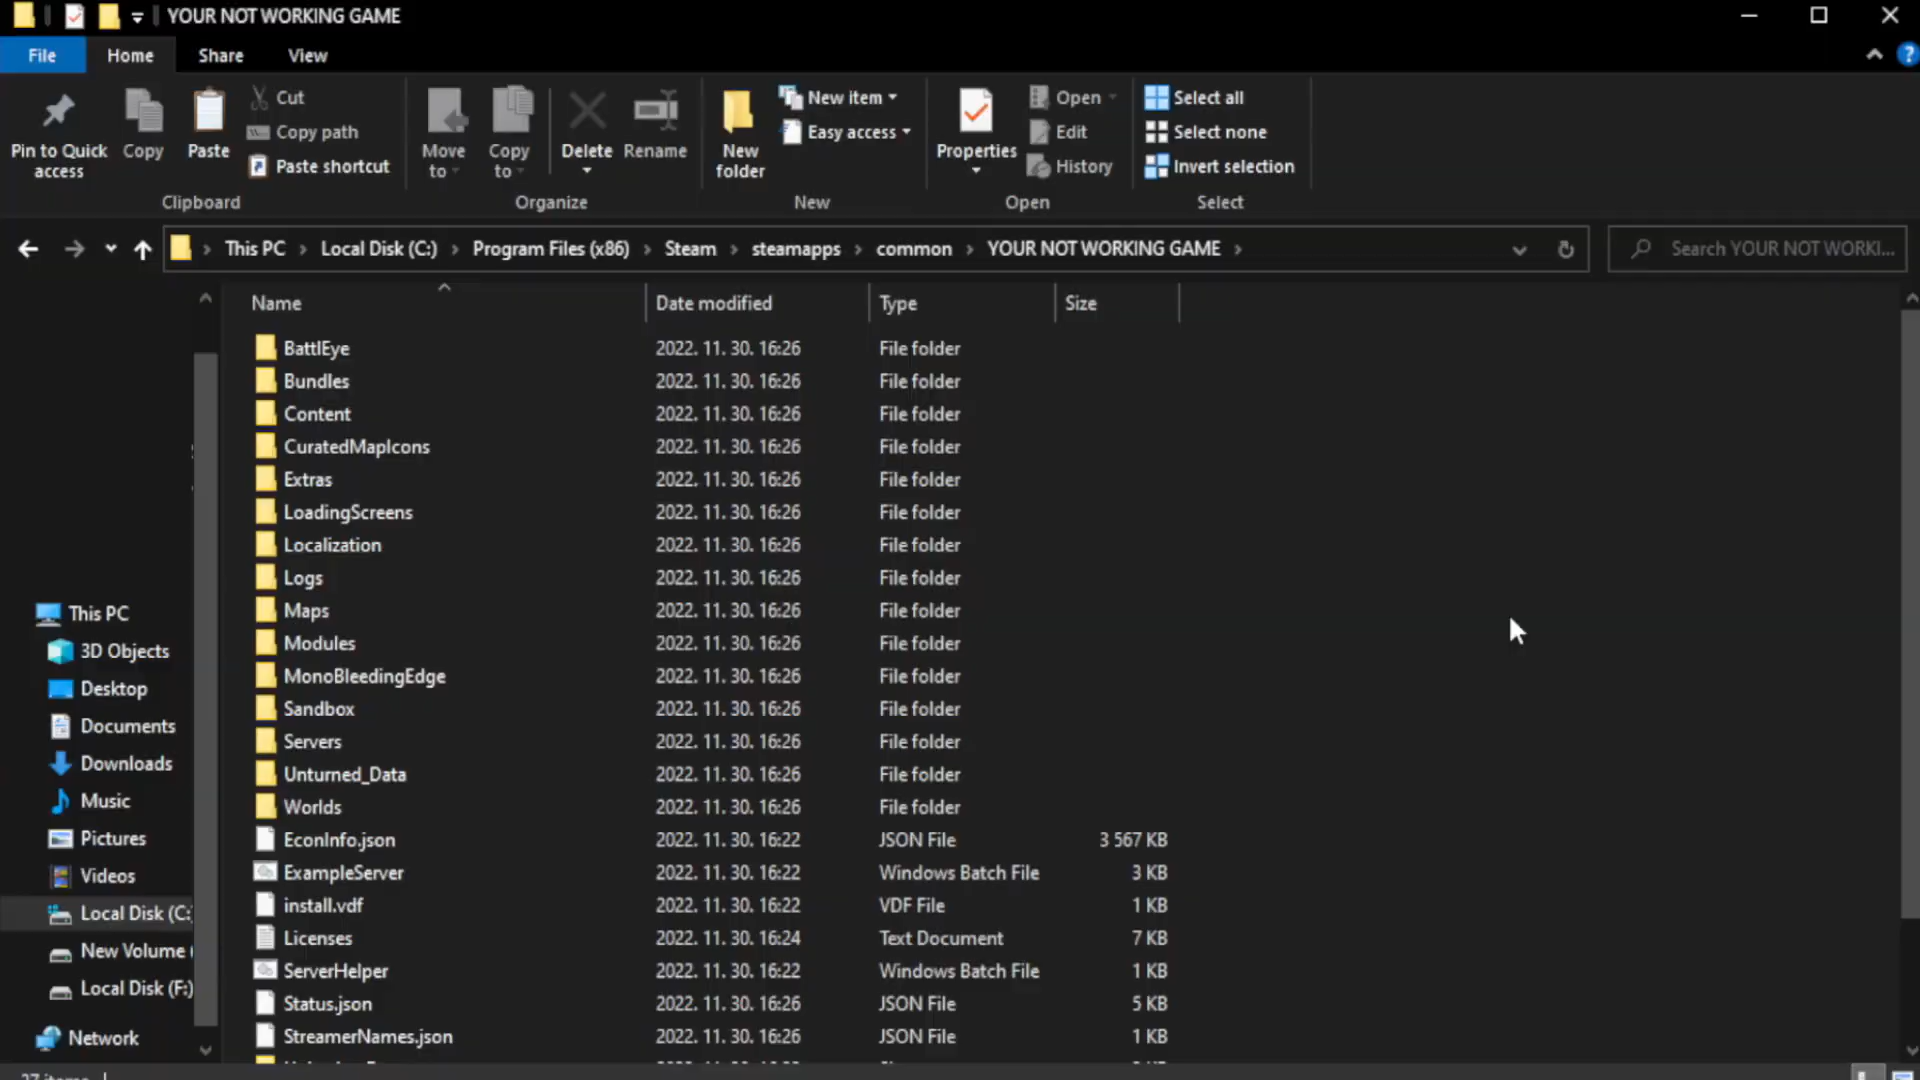 YOUR NOT WORKING GAME
File Home Share View
Pin to Quick access
Copy
Paste
Cut
Copy path
Paste shortcut
Clipboard
Move to
Copy to
Delete
Rename
Organize
New folder
New item
Easy access
New
Properties
Open
Edit
History
Open
Select all
Select none
Invert selection
Select
This PC Local Disk (C:) Program Files (x86) Steam steamapps common YOUR NOT WORKING GAME
Search YOUR NOT WORKI...
Name Date modified Type Size
BattlEye 2022. 11. 30. 16:26 File folder
Bundles 2022. 11. 30. 16:26 File folder
Content 2022. 11. 30. 16:26 File folder
CuratedMapIcons 2022. 11. 30. 16:26 File folder
Extras 2022. 11. 30. 16:26 File folder
LoadingScreens 2022. 11. 30. 16:26 File folder
Localization 2022. 11. 30. 16:26 File folder
Logs 2022. 11. 30. 16:26 File folder
Maps 2022. 11. 30. 16:26 File folder
Modules 2022. 11. 30. 16:26 File folder
MonoBleedingEdge 2022. 11. 30. 16:26 File folder
Sandbox 2022. 11. 30. 16:26 File folder
Servers 2022. 11. 30. 16:26 File folder
Unturned_Data 2022. 11. 30. 16:26 File folder
Worlds 2022. 11. 30. 16:26 File folder
EconInfo.json 2022. 11. 30. 16:22 JSON File 3 567 KB
ExampleServer 2022. 11. 30. 16:22 Windows Batch File 3 KB
install.vdf 2022. 11. 30. 16:22 VDF File 1 KB
Licenses 2022. 11. 30. 16:24 Text Document 7 KB
ServerHelper 2022. 11. 30. 16:22 Windows Batch File 1 KB
Status.json 2022. 11. 30. 16:26 JSON File 5 KB
StreamerNames.json 2022. 11. 30. 16:26 JSON File 1 KB
This PC
3D Objects
Desktop
Documents
Downloads
Music
Pictures
Videos
Local Disk (C:
New Volume (
Local Disk (F:)
Network